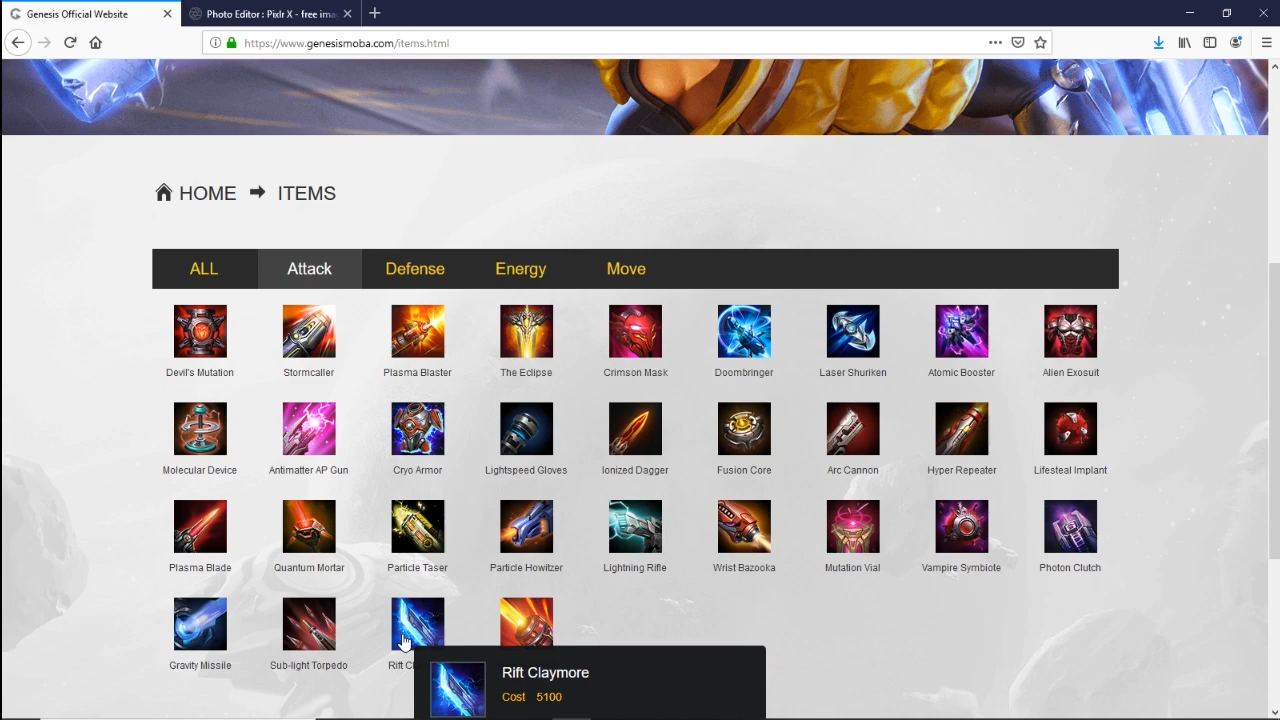 Genesis Official Website
Photo Editor : Pixlr X - free ima
https://www.genesismoba.com/items.html
HOME ITEMS
ALL Attack Defense Energy Move
Devil's Mutation Stormcaller Plasma Blaster The Eclipse Crimson Mask Doombringer Laser Shuriken Atomic Booster Alien Exosuit
Molecular Device Antimatter AP Gun Cryo Armor Lightspeed Gloves Ionized Dagger Fusion Core Arc Cannon Hyper Repeater Lifesteal Implant
Plasma Blade Quantum Mortar Particle Taser Particle Howitzer Lightning Rifle Wrist Bazooka Mutation Vial Vampire Symbiote Photon Clutch
Gravity Missile Sub-light Torpedo Rift C
Rift Claymore
Cost 5100